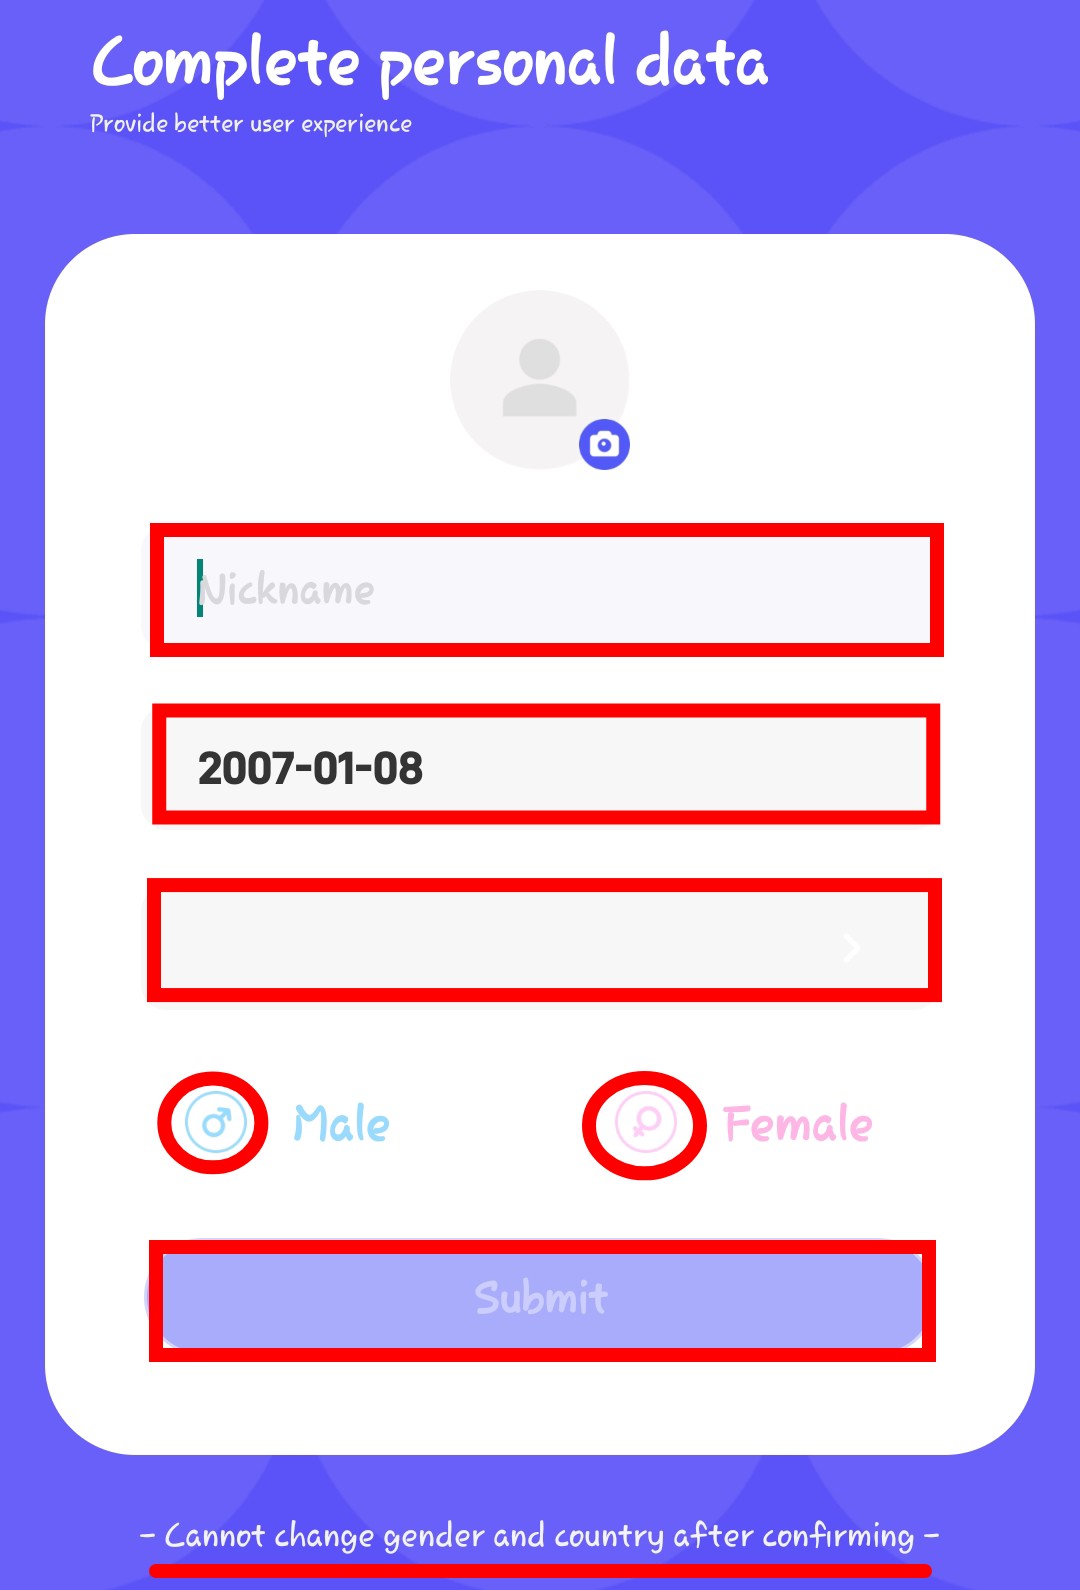 Complete personal data
Provide better user experience
Nickname
2007-01-08
Male Female
Submit
- Cannot change gender and country after confirming -